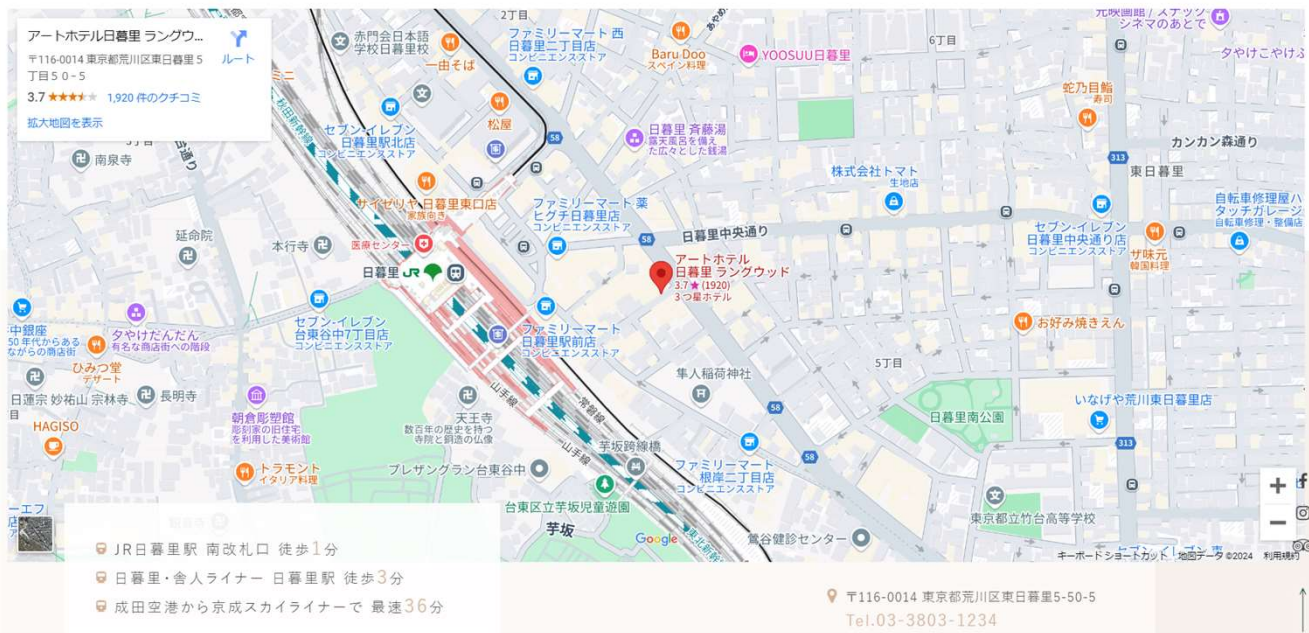 アートホテル日暮里 ラングウ...
ルート
〒116-0014 東京都荒川区東日暮里5
丁目50-5
3.7 1,920 件のクチコミ
拡大地図を表示
赤門会日本語
学校日暮里校
一由そば
2丁目
ファミリーマート 西
日暮里二丁目店
コンビニエンスストア
Baru Doo
スペイン料理
YOOSUU日暮里
6丁目
シネマのあとで
夕やけこやけふ
蛇乃目鮨
寿司
カンカン森通り
ミニ
秋田新幹線
南泉寺
セブン-イレブン
日暮里駅北店
コンビニエンスストア
松屋
58
日暮里 斉藤湯
露天風呂を備え
た広々とした銭湯
株式会社トマト
生地店
313
東日暮里
サイゼリヤ 日暮里東口店
家族向き
ファミリーマート 薬
ヒグチ日暮里店
コンビニエンスストア
58
日暮里中央通り
セブン-イレブン
日暮里中央通り店
コンビニエンスストア
ザ味元
韓国料理
自転車修理屋ハ
タッチガレージ
自転車修理・整備店
延命院
本行寺
医療センター
日暮里
JR
アートホテル
日暮里 ラングウッド
3.7★ (1920)
3つ星ホテル
セブン-イレブン
台東谷中7丁目店
コンビニエンスストア
ファミリーマート
日暮里駅前店
コンビニエンスストア
お好み焼きえん
中銀座
50 年代からある
ながらの商店街
夕やけだんだん
有名な商店街への階段
ひみつ堂
デザート
日蓮宗 妙祐山 宗林寺
長明寺
朝倉彫塑館
彫刻家の旧住宅
を利用した美術館
山手線
常磐線
天王寺
数百年の歴史を持つ
寺院と銅造の仏像
隼人稲荷神社
5丁目
58
日暮里南公園
いなげや荒川東日暮里店
313
HAGISO
トラモント
イタリア料理
プレザングラン台東谷中
山手線
芋坂跨線橋
ファミリーマート
根岸二丁目店
コンビニエンスストア
58
台東区立芋坂児童遊園
芋坂
東北新幹
Google
鶯谷健診センター
東京都立竹台高等学校
キーボード ショートカット
地図データ ©2024
利用規約
JR日暮里駅 南改札口 徒歩1分
日暮里・舎人ライナー 日暮里駅 徒歩3分
成田空港から京成スカイライナーで 最速36分
〒116-0014 東京都荒川区東日暮里5-50-5
Tel.03-3803-1234